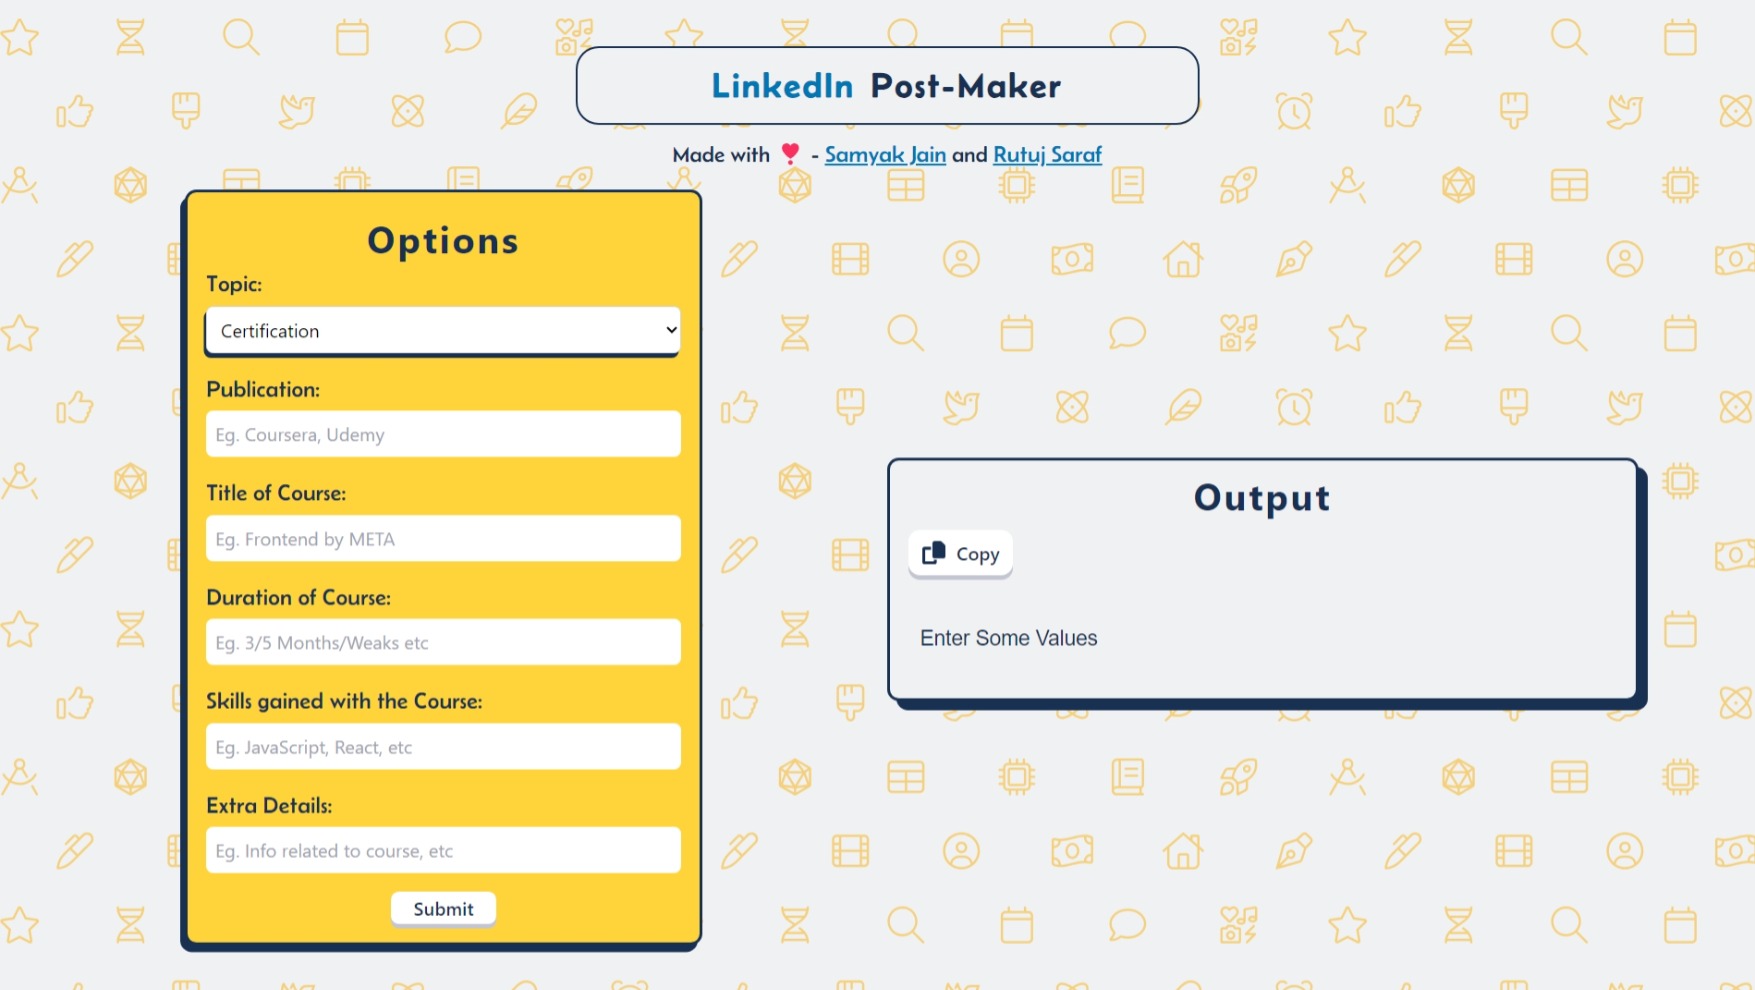 LinkedIn Post-Maker
Made with ❣ - Samyak Jain and Rutuj Saraf
Options
Topic:
Certification
Publication:
Eg. Coursera, Udemy
Title of Course:
Eg. Frontend by META
Duration of Course:
Eg. 3/5 Months/Weaks etc
Skills gained with the Course:
Eg. JavaScript, React, etc
Extra Details:
Eg. Info related to course, etc
Submit
Output
Copy
Enter Some Values